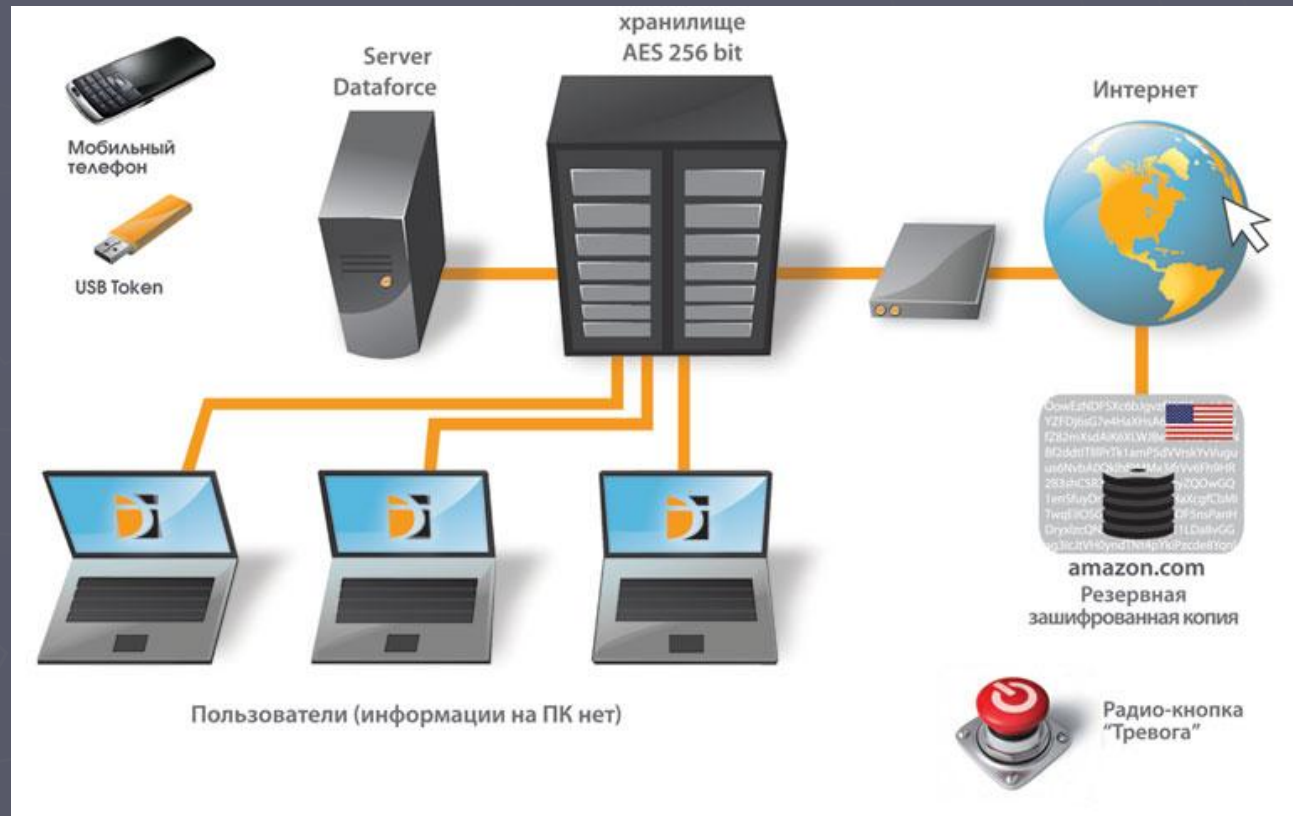 хранилище
AES 256 bit
Server
Dataforce
Интернет
Мобильный
телефон
USB Token
amazon.com
Резервная
зашифрованная копия
Пользователи (информации на ПК нет)
Радио-кнопка
"Тревога"